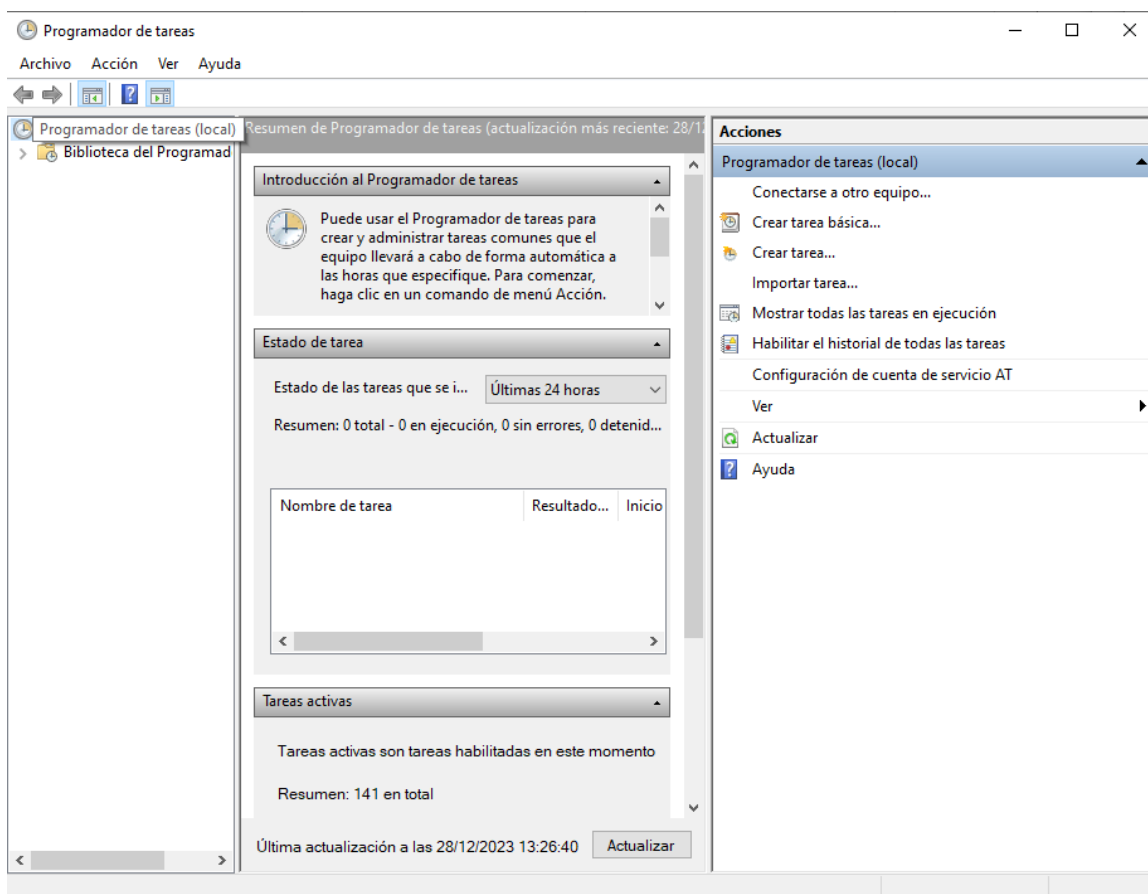 Programador de tareas
Archivo Acción Ver Ayuda
Programador de tareas (local)
Biblioteca del Programad
Resumen de Programador de tareas (actualización más reciente: 28/12
Introducción al Programador de tareas
Puede usar el Programador de tareas para
crear y administrar tareas comunes que el
equipo llevará a cabo de forma automática a
las horas que especifique. Para comenzar,
haga clic en un comando de menú Acción.
Estado de tarea
Estado de las tareas que se i... Últimas 24 horas
Resumen: 0 total - 0 en ejecución, 0 sin errores, 0 detenid...
Nombre de tarea Resultado... Inicio
Tareas activas
Tareas activas son tareas habilitadas en este momento
Resumen: 141 en total
Última actualización a las 28/12/2023 13:26:40 Actualizar
Acciones
Programador de tareas (local)
Conectarse a otro equipo...
Crear tarea básica...
Crear tarea...
Importar tarea...
Mostrar todas las tareas en ejecución
Habilitar el historial de todas las tareas
Configuración de cuenta de servicio AT
Ver
Actualizar
Ayuda